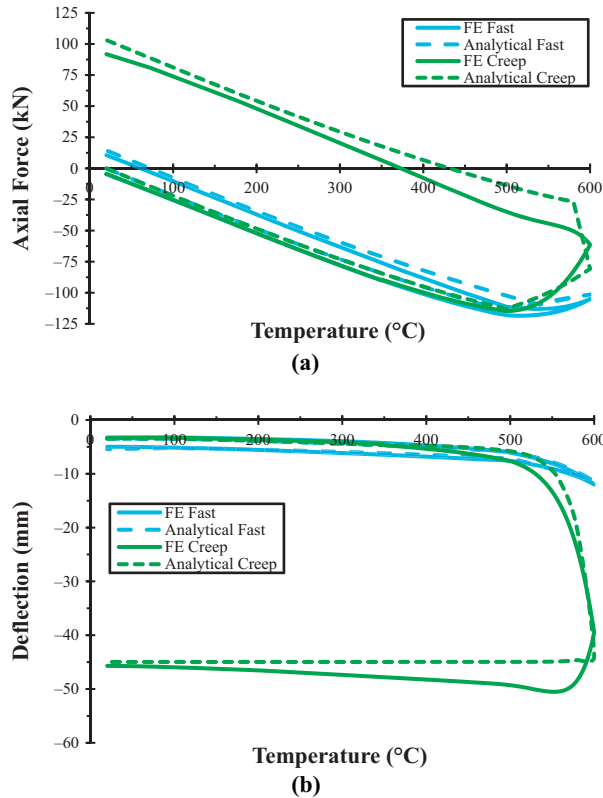 125
100
75
50
25
0
−25
−50
−75
−100
−125
Axial Force (kN)
FE Fast
Analytical Fast
FE Creep
Analytical Creep
0 100 200 300 400 500 600
Temperature (°C)
(a)
0
−10
−20
−30
−40
−50
−60
Deflection (mm)
0 100 200 300 400 500 600
FE Fast
Analytical Fast
FE Creep
Analytical Creep
Temperature (°C)
(b)